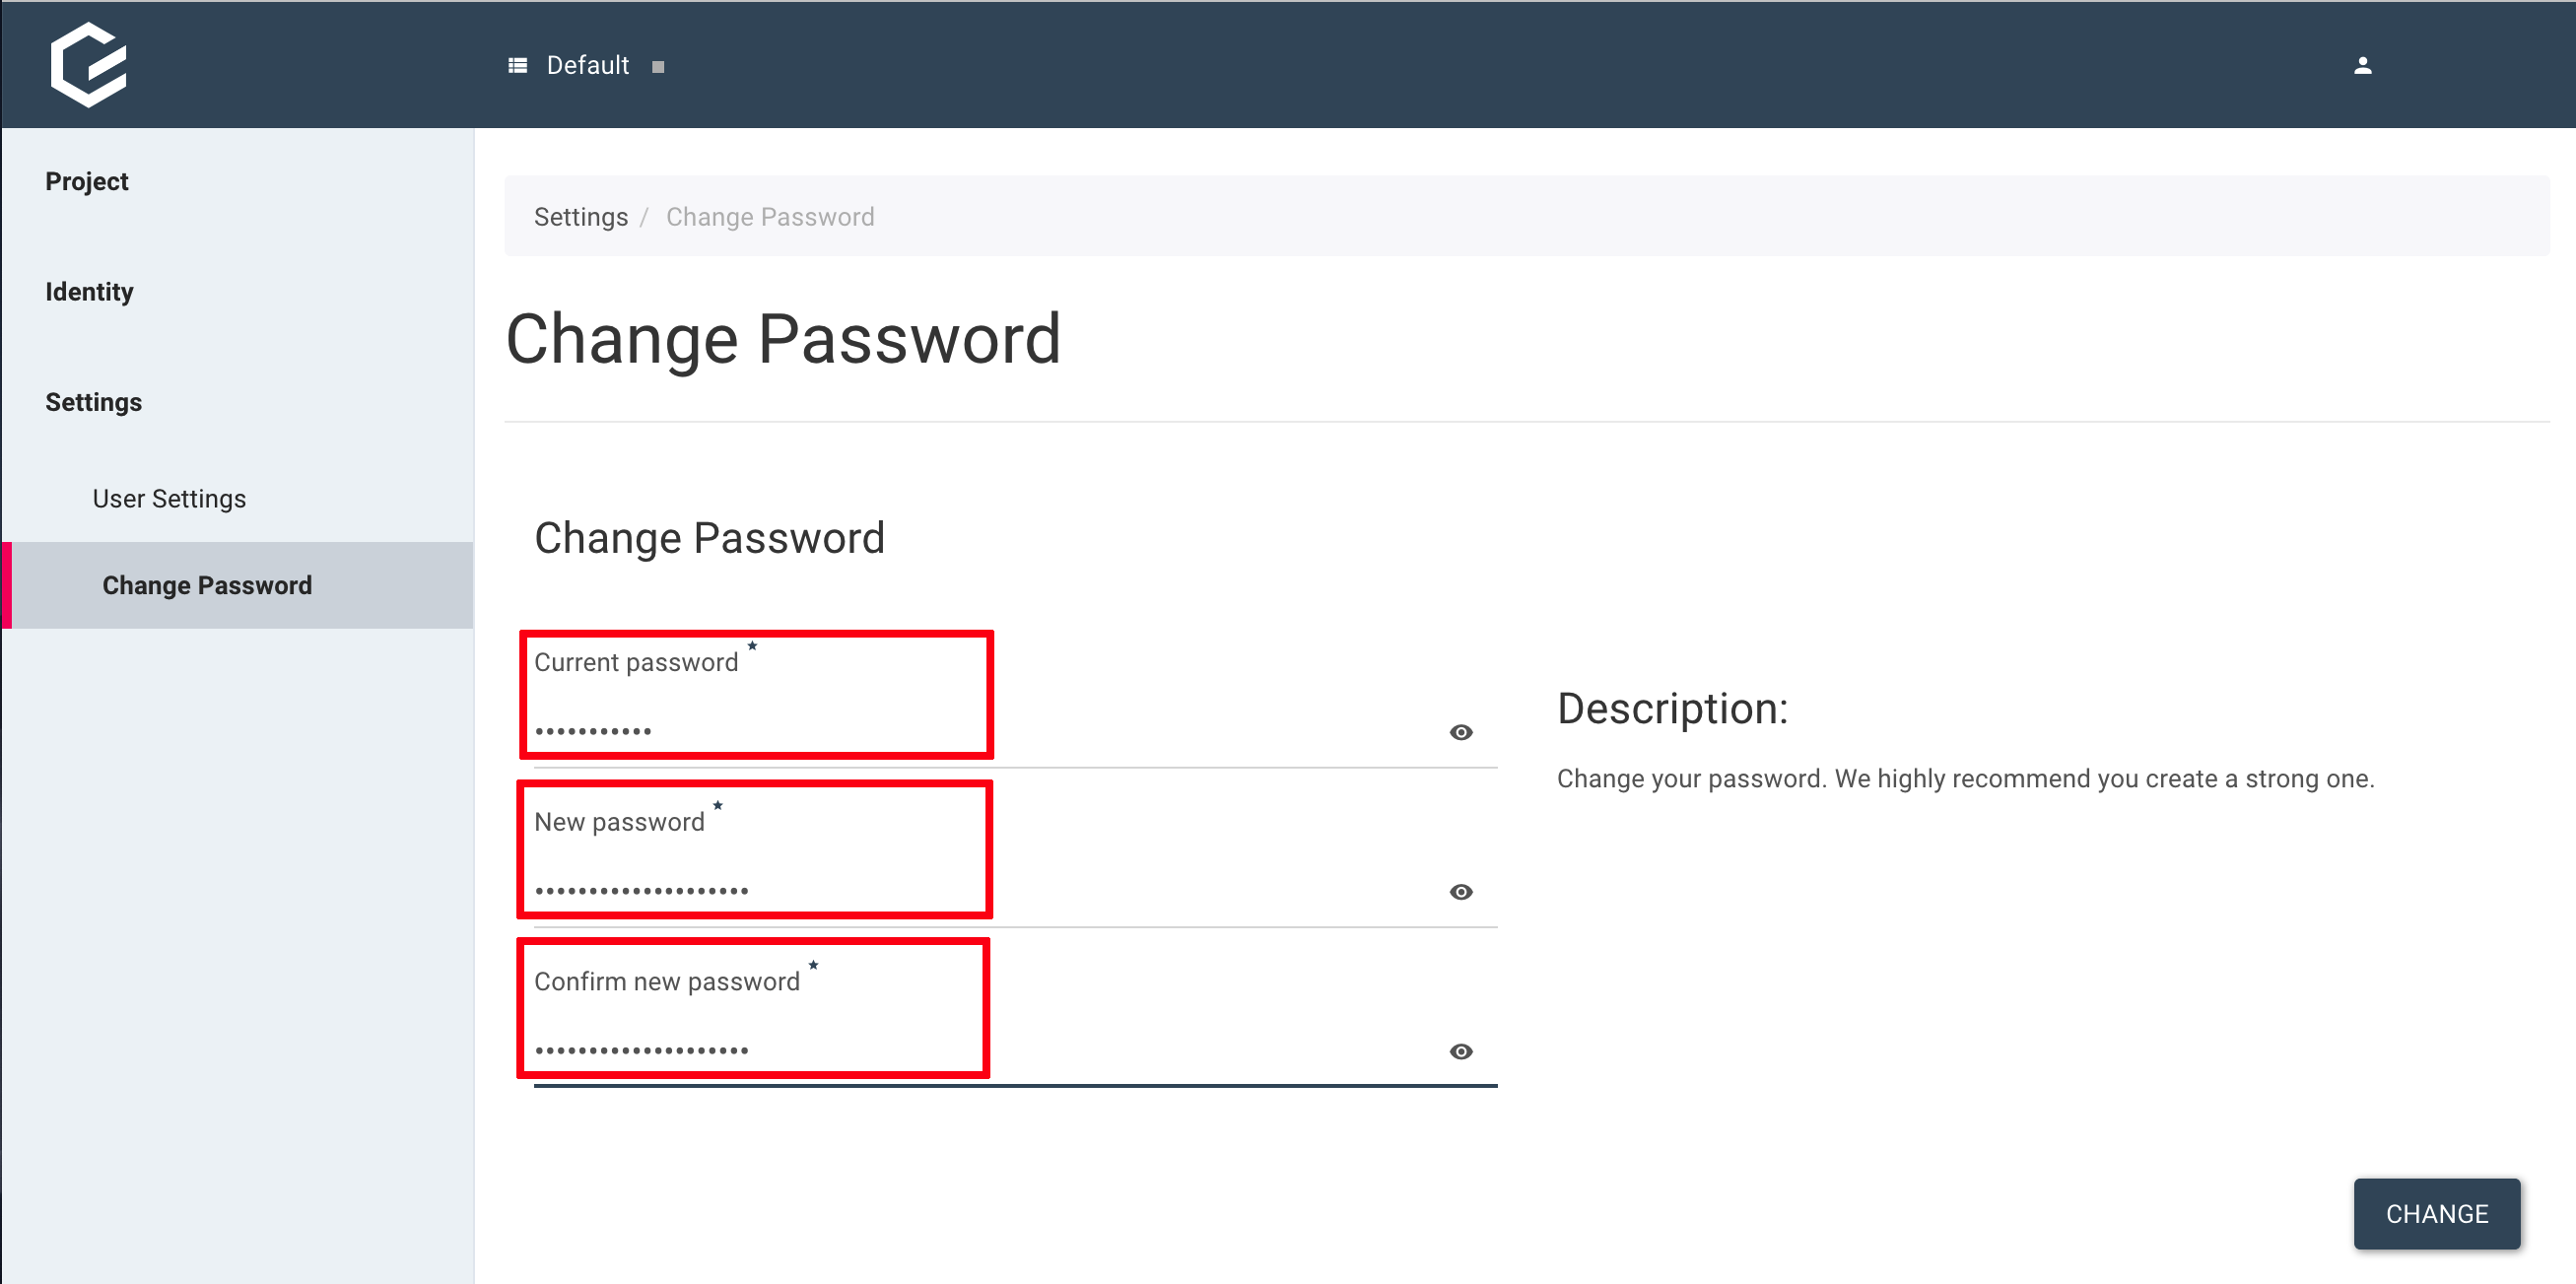 Default
Project
Identity
Settings
User Settings
Change Password
Settings / Change Password
Change Password
Change Password
Current password *
•••••••••••
New password *
••••••••••••••••••••
Confirm new password *
••••••••••••••••••••
Description:
Change your password. We highly recommend you create a strong one.
CHANGE